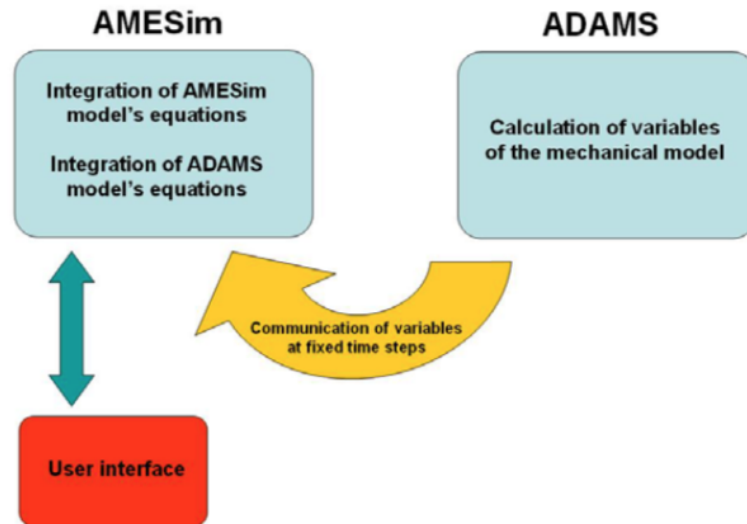 AMESim
Integration of AMESim
model's equations
Integration of ADAMS
model's equations
ADAMS
Calculation of variables
of the mechanical model
Communication of variables
at fixed time steps
User interface